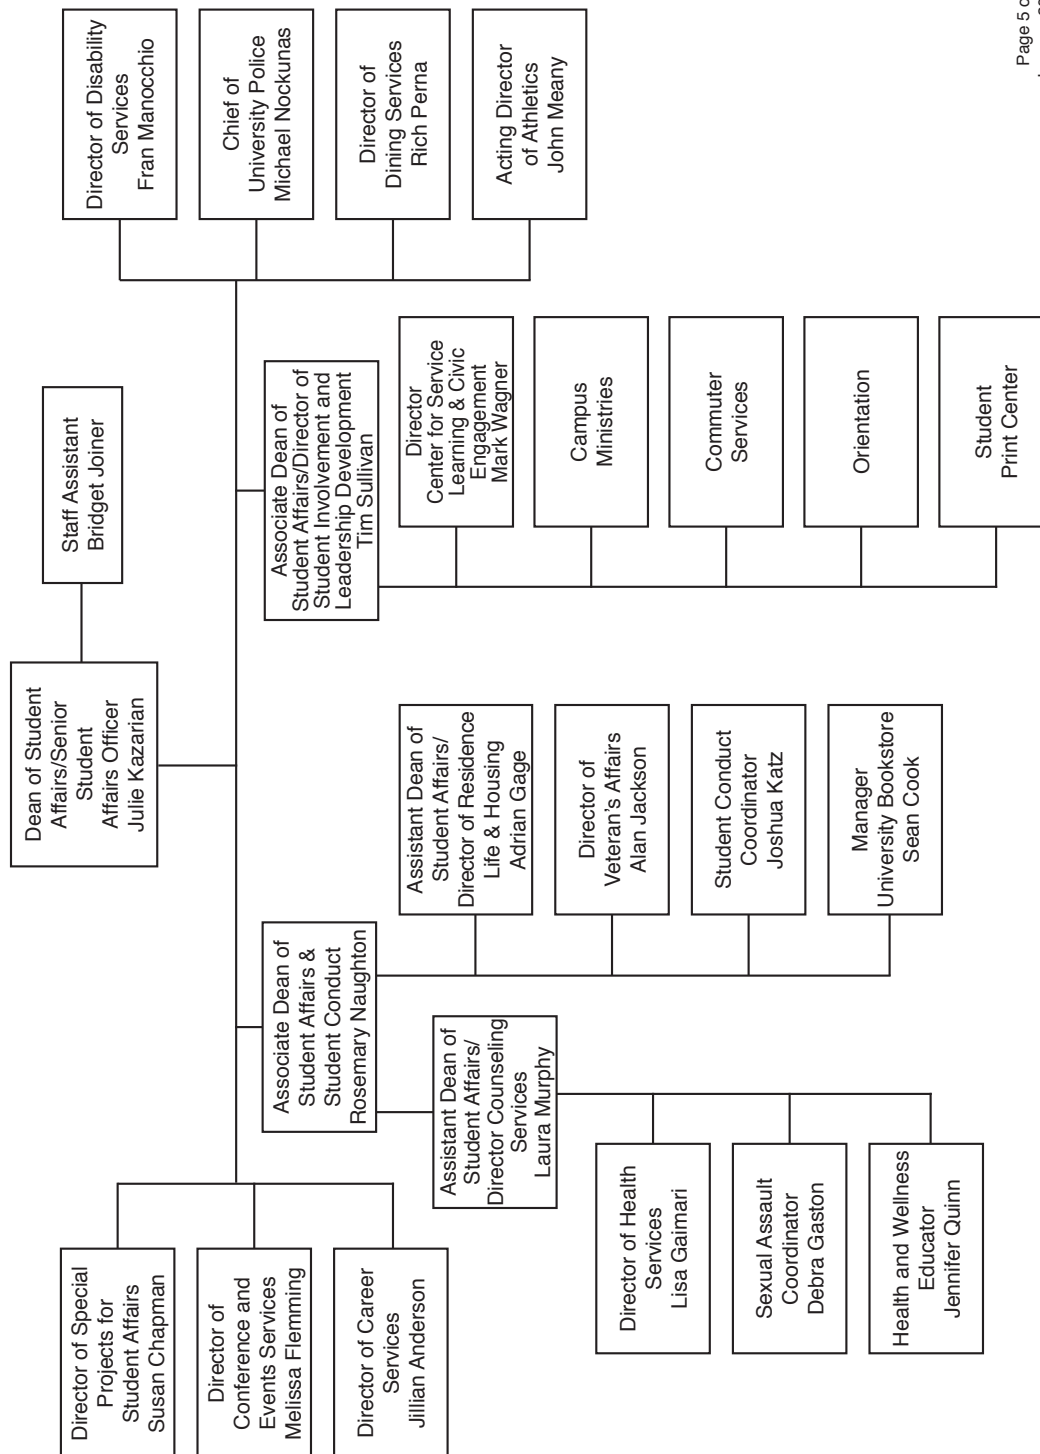 Dean of Student
Affairs/Senior
Student
Affairs Officer
Julie Kazarian
Staff Assistant
Bridget Joiner
Director of Special
Projects for
Student Affairs
Susan Chapman
Director of
Conference and
Events Services
Melissa Flemming
Director of Career
Services
Jillian Anderson
Associate Dean of
Student Affairs &
Student Conduct
Rosemary Naughton
Assistant Dean of
Student Affairs/
Director Counseling
Services
Laura Murphy
Director of Health
Services
Lisa Gaimari
Sexual Assault
Coordinator
Debra Gaston
Health and Wellness
Educator
Jennifer Quinn
Assistant Dean of
Student Affairs/
Director of Residence
Life & Housing
Adrian Gage
Director of
Veteran's Affairs
Alan Jackson
Student Conduct
Coordinator
Joshua Katz
Manager
University Bookstore
Sean Cook
Associate Dean of
Student Affairs/Director of
Student Involvement and
Leadership Development
Tim Sullivan
Director
Center for Service
Learning & Civic
Engagement
Mark Wagner
Campus
Ministries
Commuter
Services
Orientation
Student
Print Center
Director of Disability
Services
Fran Manocchio
Chief of
University Police
Michael Nockunas
Director of
Dining Services
Rich Perna
Acting Director
of Athletics
John Meany
Page 5